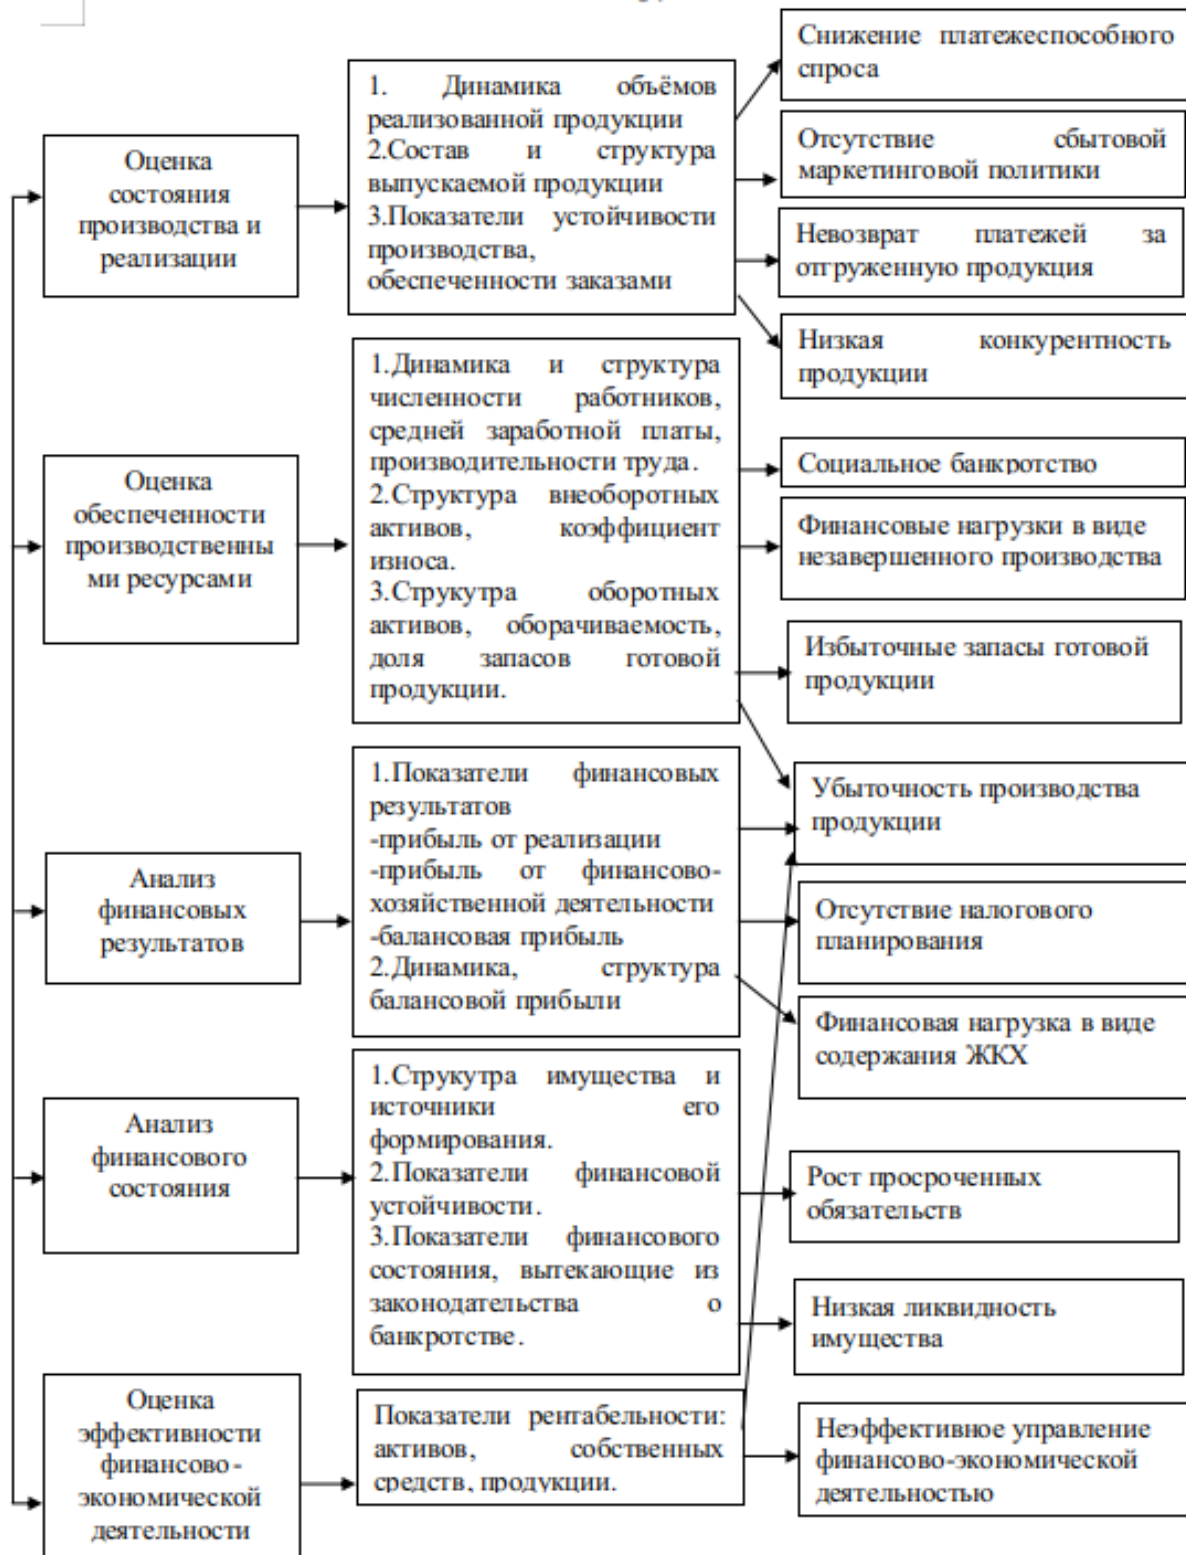 Оценка
состояния
производства и
реализации
1. Динамика объёмов
реализованной продукции
2.Состав и структура
выпускаемой продукции
3.Показатели устойчивости
производства,
обеспеченности заказами
Снижение платежеспособного
спроса
Отсутствие сбытовой
маркетинговой политики
Невозврат платежей за
отгруженную продукция
Низкая конкурентность
продукции
Оценка
обеспеченности
производственны
ми ресурсами
1.Динамика и структура
численности работников,
средней заработной платы,
производительности труда.
2.Структура внеоборотных
активов, коэффициент
износа.
3.Струкутра оборотных
активов, оборачиваемость,
доля запасов готовой
продукции.
Социальное банкротство
Финансовые нагрузки в виде
незавершенного производства
Избыточные запасы готовой
продукции
Убыточность производства
продукции
Анализ
финансовых
результатов
1.Показатели финансовых
результатов
-прибыль от реализации
-прибыль от финансово-
хозяйственной деятельности
-балансовая прибыль
2.Динамика, структура
балансовой прибыли
Отсутствие налогового
планирования
Финансовая нагрузка в виде
содержания ЖКХ
Анализ
финансового
состояния
1.Струкутра имущества и
источники его
формирования.
2.Показатели финансовой
устойчивости.
3.Показатели финансового
состояния, вытекающие из
законодательства о
банкротстве.
Рост просроченных
обязательств
Низкая ликвидность
имущества
Оценка
эффективности
финансово-
экономической
деятельности
Показатели рентабельности:
активов, собственных
средств, продукции.
Неэффективное управление
финансово-экономической
деятельностью